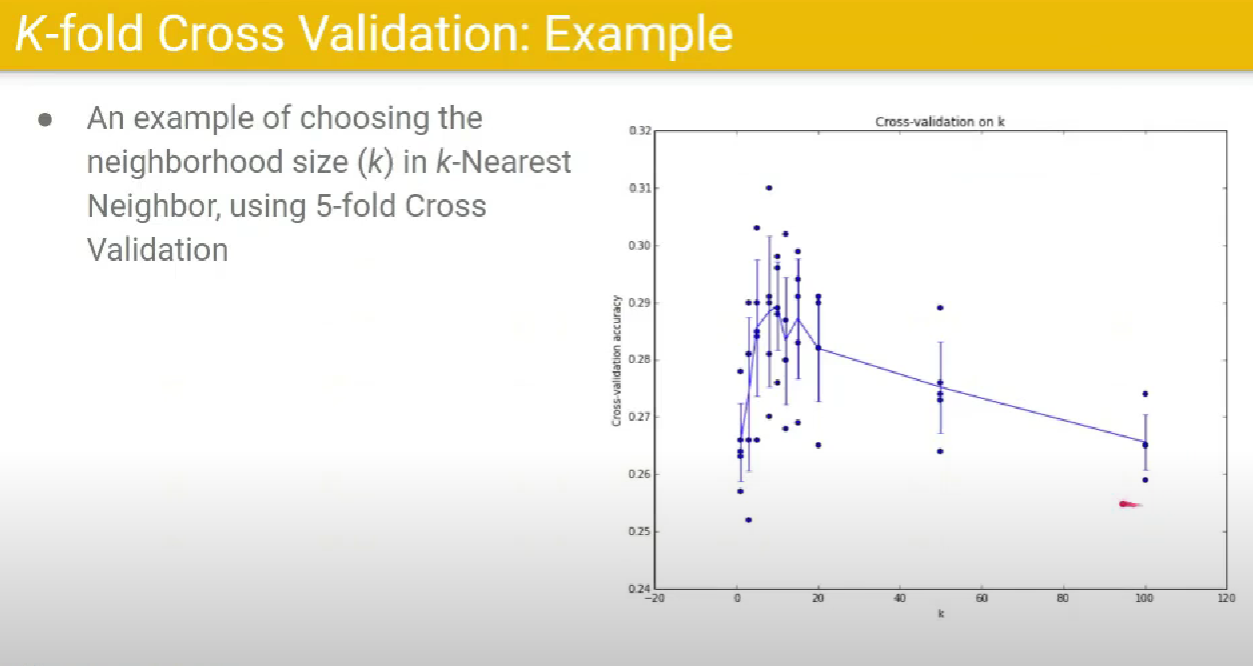 K-fold Cross Validation: Example
● An example of choosing the
neighborhood size (k) in k-Nearest
Neighbor, using 5-fold Cross
Validation
Cross-validation on k
Cross-validation accuracy
0.32
0.31
0.30
0.29
0.28
0.27
0.26
0.25
0.24
−20 0 20 40 60 80 100 120
k